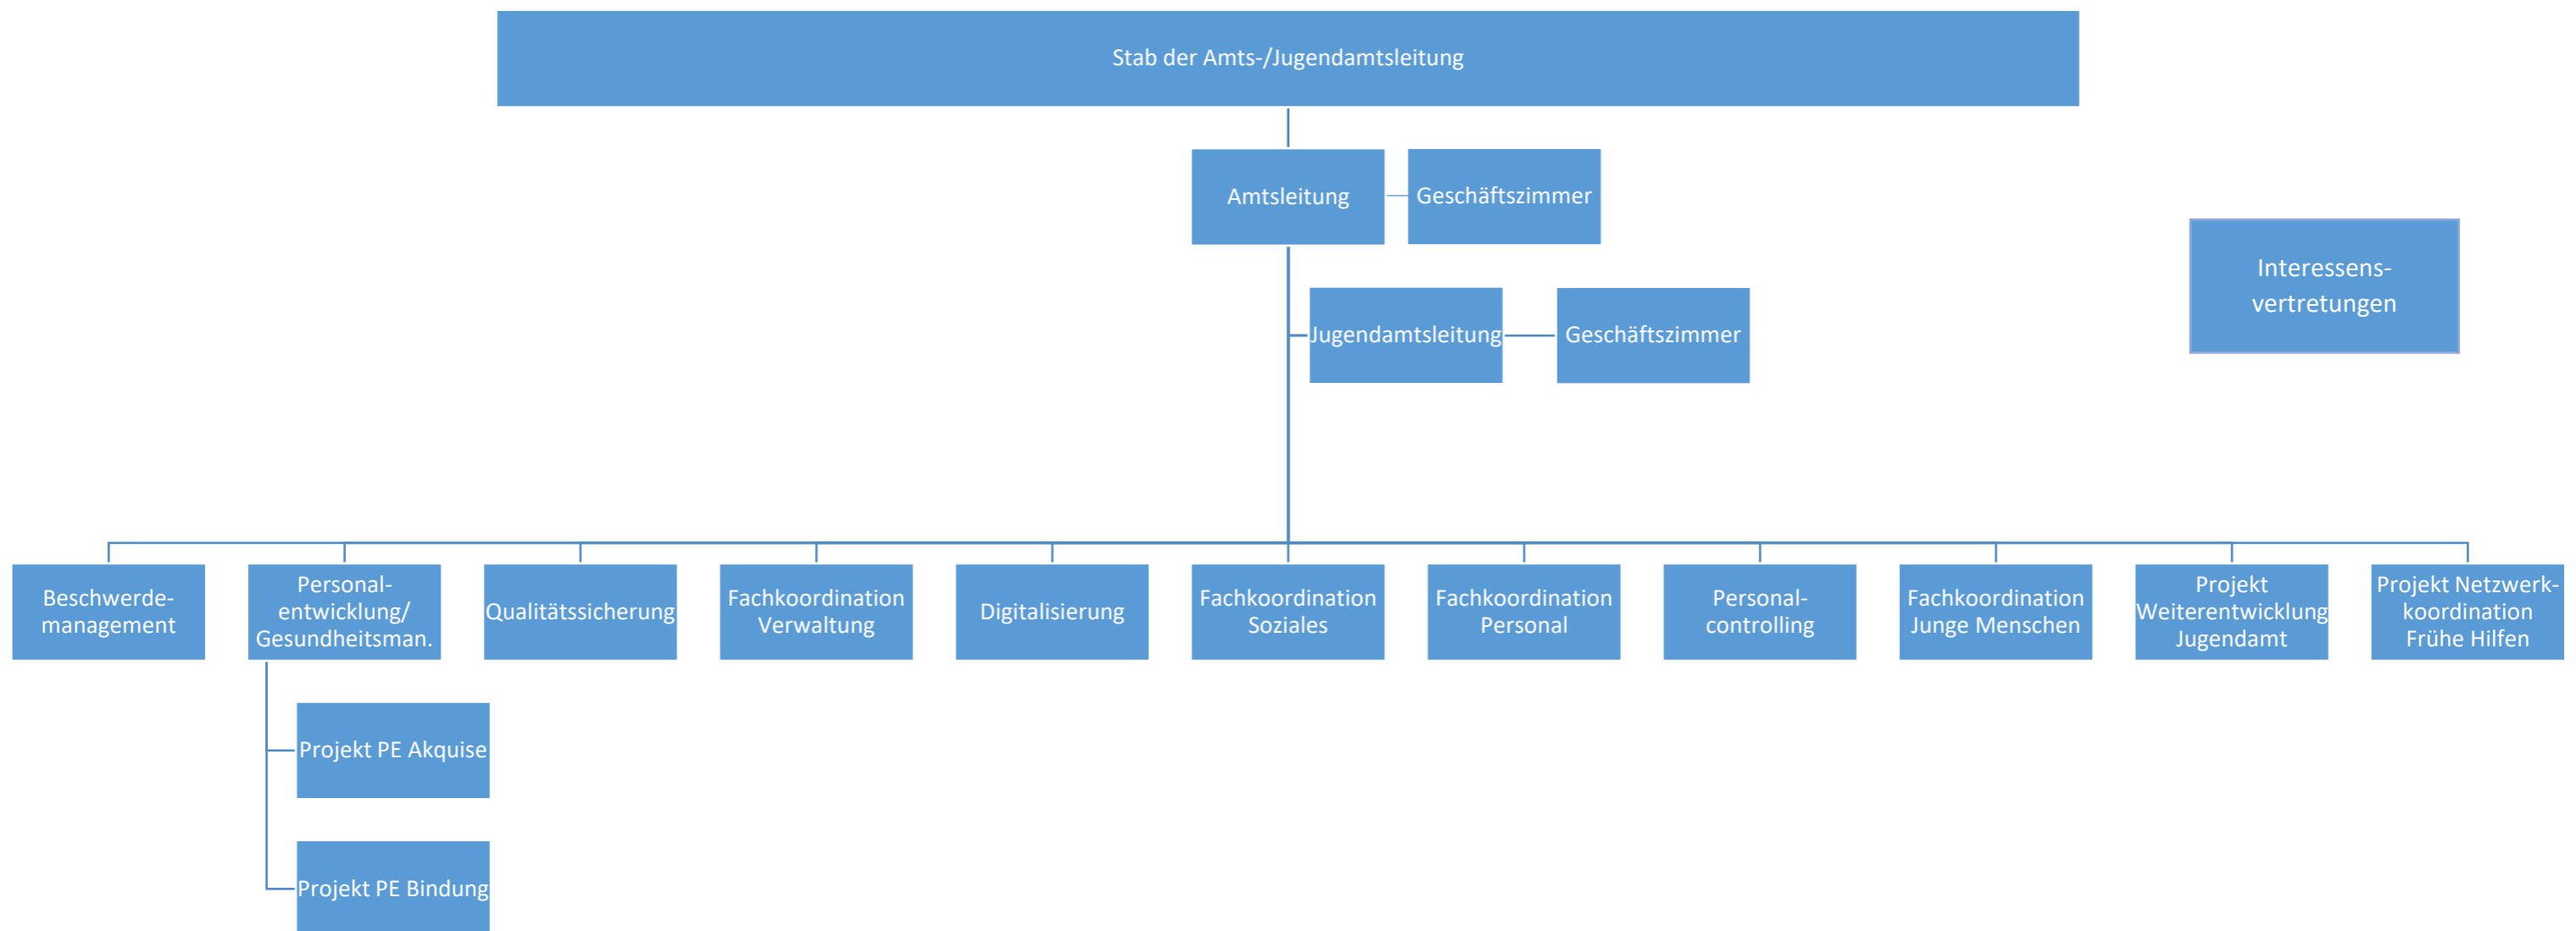 Stab der Amts-/Jugendamtsleitung
Amtsleitung
Geschäftszimmer
Interessens-
vertretungen
Jugendamtsleitung
Geschäftszimmer
Beschwerde-
management
Personal-
entwicklung/
Gesundheitsman.
Qualitätssicherung
Fachkoordination
Verwaltung
Digitalisierung
Fachkoordination
Soziales
Fachkoordination
Personal
Personal-
controlling
Fachkoordination
Junge Menschen
Projekt
Weiterentwicklung
Jugendamt
Projekt Netzwerk-
koordination
Frühe Hilfen
Projekt PE Akquise
Projekt PE Bindung